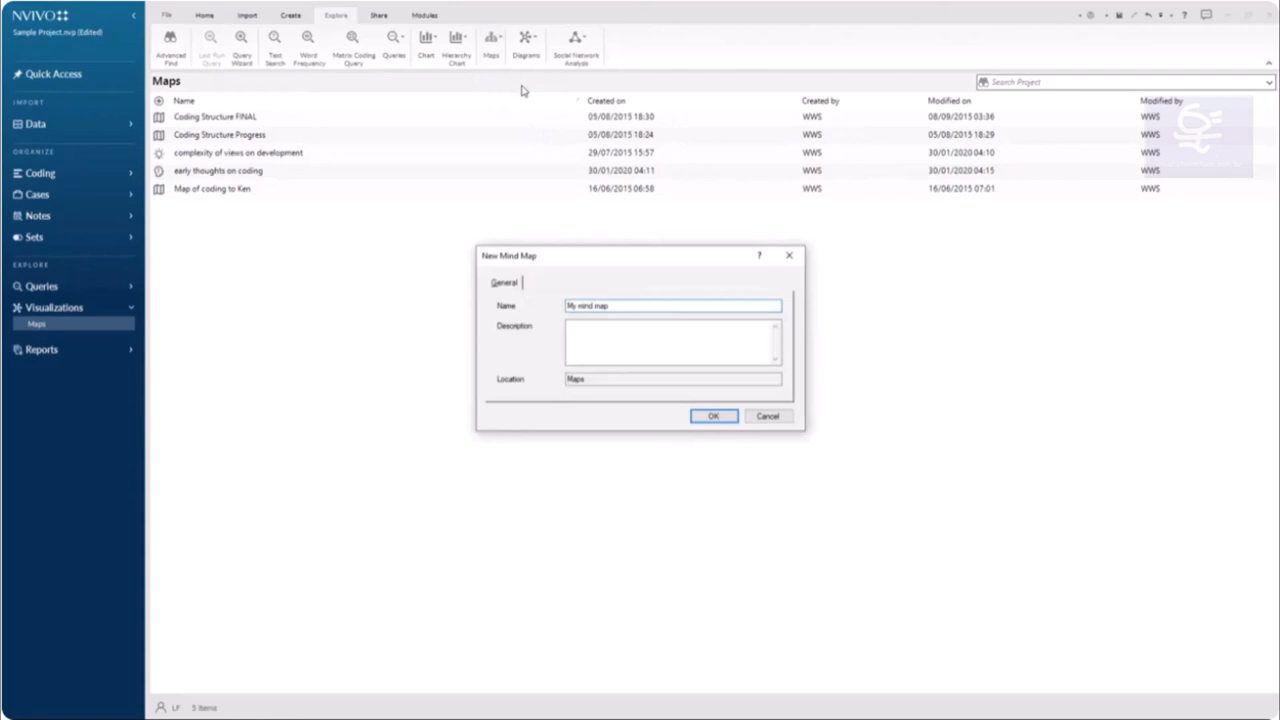 NVIVO
Sample Project.nvp (Edited)
File Home Import Create Explore Share Modules
Advanced Find
Last Run Query
Query Wizard
Text Search
Word Frequency
Matrix Coding Query
Queries
Chart
Hierarchy Chart
Maps
Diagrams
Social Network Analysis
Quick Access
IMPORT
Data
ORGANIZE
Coding
Cases
Notes
Sets
EXPLORE
Queries
Visualizations
Maps
Reports
Maps
Search Project
Name Created on Created by Modified on Modified by
Coding Structure FINAL 05/08/2015 18:30 WWS 08/09/2015 03:36 WWS
Coding Structure Progress 05/08/2015 18:24 WWS 05/08/2015 18:29 WWS
complexity of views on development 29/07/2015 15:57 WWS 30/01/2020 04:10 WWS
early thoughts on coding 30/01/2020 04:11 WWS 30/01/2020 04:15 WWS
Map of coding to Ken 16/06/2015 06:58 WWS 16/06/2015 07:01 WWS
New Mind Map ?
General
Name My mind map
Description
Location Maps
OK Cancel
LF 5 Items